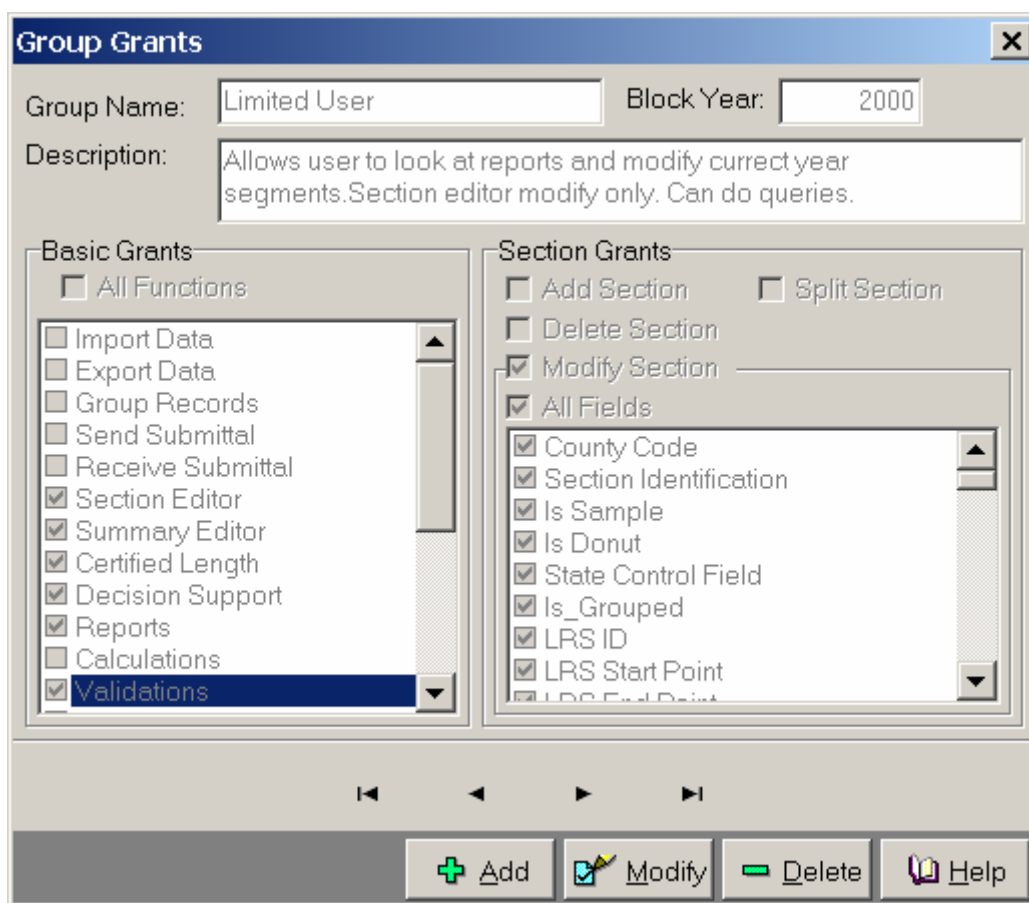 Group Grants
Group Name: Limited User Block Year: 2000
Description: Allows user to look at reports and modify currect year
segments.Section editor modify only. Can do queries.
Basic Grants
All Functions
Import Data
Export Data
Group Records
Send Submittal
Receive Submittal
Section Editor
Summary Editor
Certified Length
Decision Support
Reports
Calculations
Validations
Section Grants
Add Section Split Section
Delete Section
Modify Section
All Fields
County Code
Section Identification
Is Sample
Is Donut
State Control Field
Is_Grouped
LRS ID
LRS Start Point
LRS End Point
Add Modify Delete Help